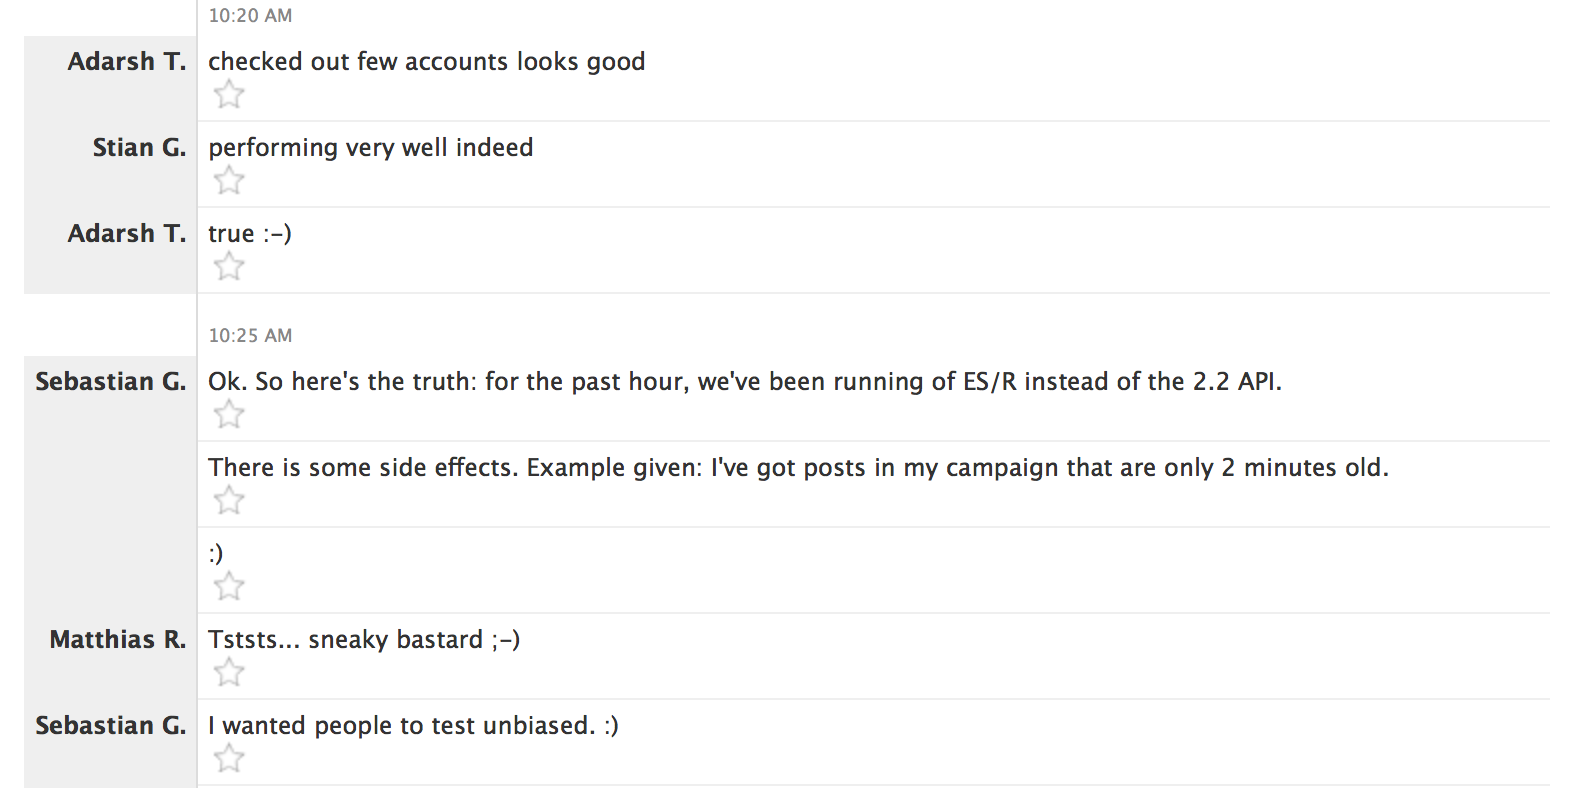 10:20 AM
Adarsh T. checked out few accounts looks good
Stian G. performing very well indeed
Adarsh T. true :-)
10:25 AM
Sebastian G. Ok. So here's the truth: for the past hour, we've been running of ES/R instead of the 2.2 API.
There is some side effects. Example given: I've got posts in my campaign that are only 2 minutes old.
:)
Matthias R. Tststs... sneaky bastard ;-)
Sebastian G. I wanted people to test unbiased. :)